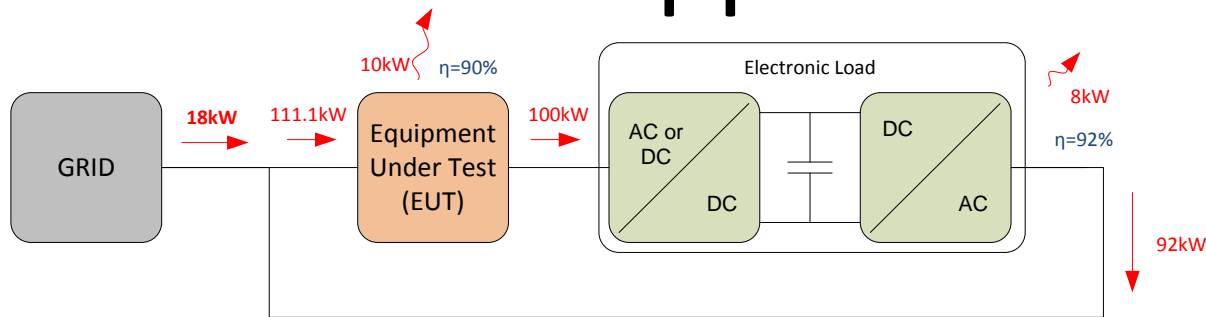 10kW
η=90%
Electronic Load
8kW
η=92%
GRID
18kW
111.1kW
Equipment
Under Test
(EUT)
100kW
AC or
DC
DC
DC
AC
92kW